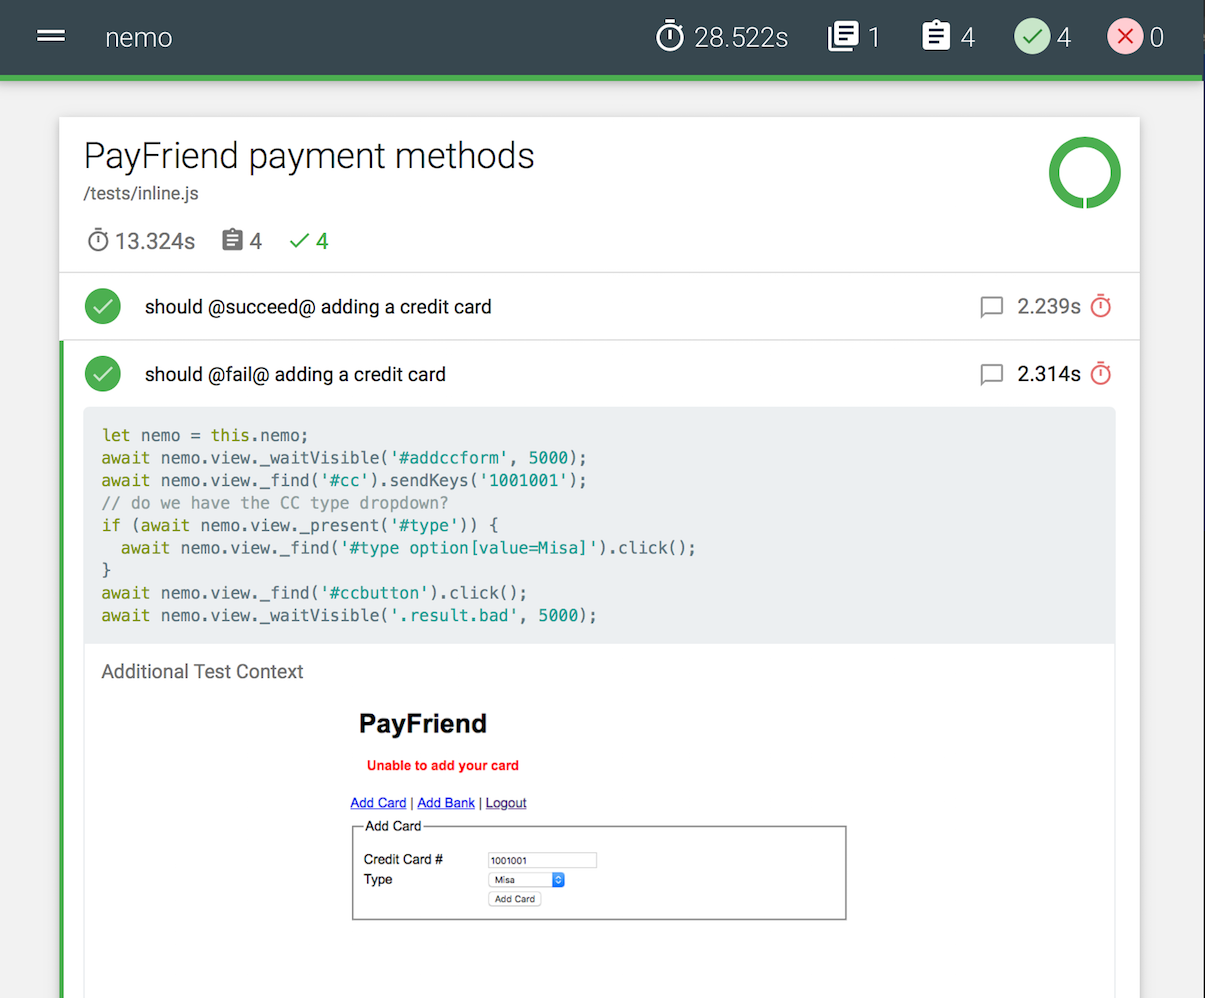 nemo 28.522s 1 4 4 0
PayFriend payment methods
/tests/inline.js
13.324s 4 4
should @succeed@ adding a credit card 2.239s
should @fail@ adding a credit card 2.314s
let nemo = this.nemo;
await nemo.view._waitVisible('#addccform', 5000);
await nemo.view._find('#cc').sendKeys('1001001');
// do we have the CC type dropdown?
if (await nemo.view._present('#type')) {
  await nemo.view._find('#type option[value=Misa]').click();
}
await nemo.view._find('#ccbutton').click();
await nemo.view._waitVisible('.result.bad', 5000);
Additional Test Context
PayFriend
Unable to add your card
Add Card | Add Bank | Logout
Add Card
Credit Card # 1001001
Type Misa
Add Card